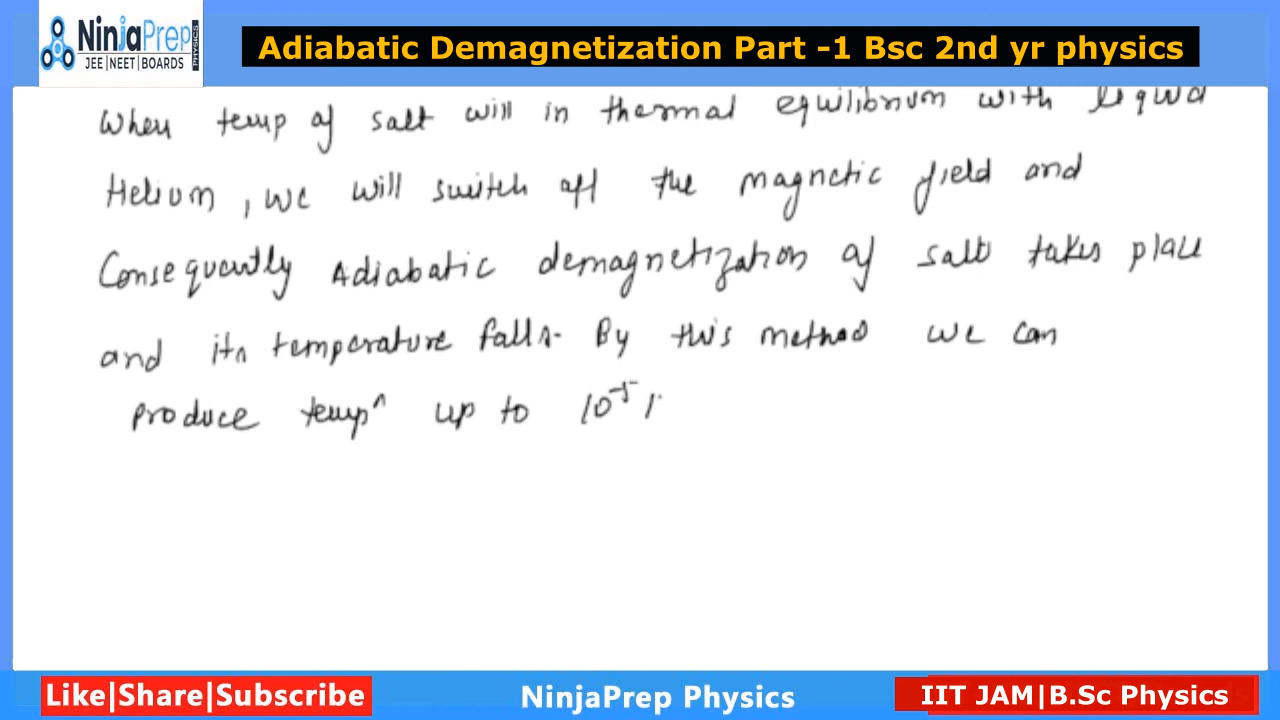 NinjaPrep
JEE|NEET|BOARDS
PHYSICS
Adiabatic Demagnetization Part -1 Bsc 2nd yr physics
When temp of salt will in thermal equilibrium with liquid
Helium, we will switch off the magnetic field and
Consequently Adiabatic demagnetization of salt takes place
and its temperature falls. By this method we can
produce tempⁿ up to 10⁻⁵
Like|Share|Subscribe
NinjaPrep Physics
IIT JAM|B.Sc Physics